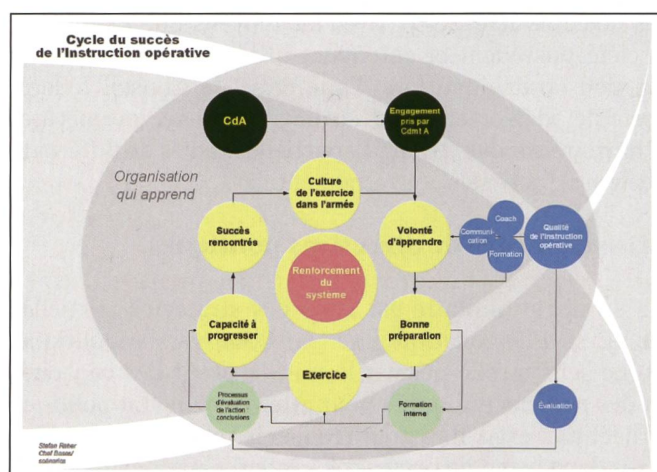 Cycle du succès
de l'Instruction opérative
CdA
Engagement
pris par
Cdmt A
Organisation
qui apprend
Culture
de l'exercice
dans l'armée
Succès
rencontrés
Volonté
d'apprendre
Coach
Communi-
cation
Formation
Qualité
de l'instruction
opérative
Renforcement
du
système
Capacité à
progresser
Bonne
préparation
Exercice
Processus
d'évaluation
de l'action :
conclusions
Formation
interne
Évaluation
Stefan
Chef Bases/
scénarios